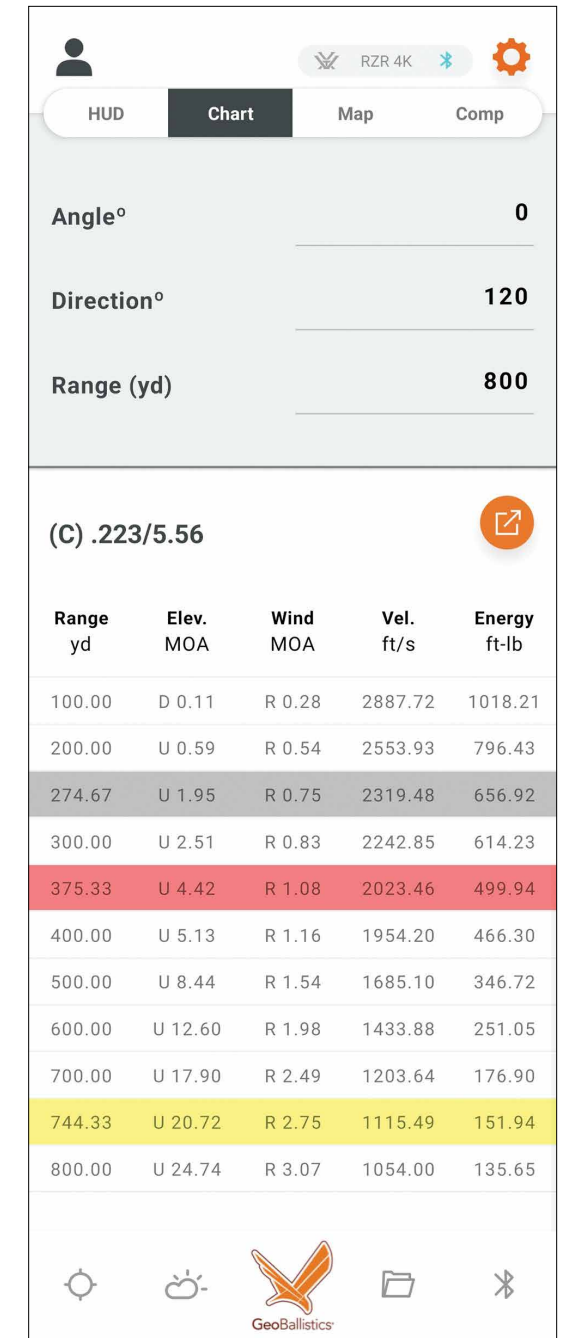 RZR 4K
HUD Chart Map Comp
Angleº 0
Directionº 120
Range (yd) 800
(C) .223/5.56
Range Elev. Wind Vel. Energy
yd MOA MOA ft/s ft-lb
100.00 D 0.11 R 0.28 2887.72 1018.21
200.00 U 0.59 R 0.54 2553.93 796.43
274.67 U 1.95 R 0.75 2319.48 656.92
300.00 U 2.51 R 0.83 2242.85 614.23
375.33 U 4.42 R 1.08 2023.46 499.94
400.00 U 5.13 R 1.16 1954.20 466.30
500.00 U 8.44 R 1.54 1685.10 346.72
600.00 U 12.60 R 1.98 1433.88 251.05
700.00 U 17.90 R 2.49 1203.64 176.90
744.33 U 20.72 R 2.75 1115.49 151.94
800.00 U 24.74 R 3.07 1054.00 135.65
GeoBallistics